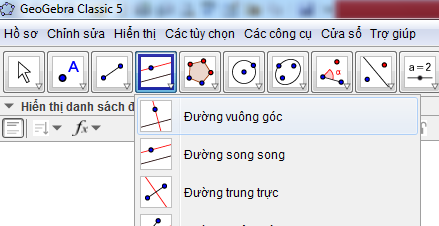 GeoGebra Classic 5
Hồ sơ Chỉnh sửa Hiển thị Các tùy chọn Các công cụ Cửa sổ Trợ giúp
A α a = 2
Hiển thị danh sách đ
fx
Đường vuông góc
Đường song song
Đường trung trực